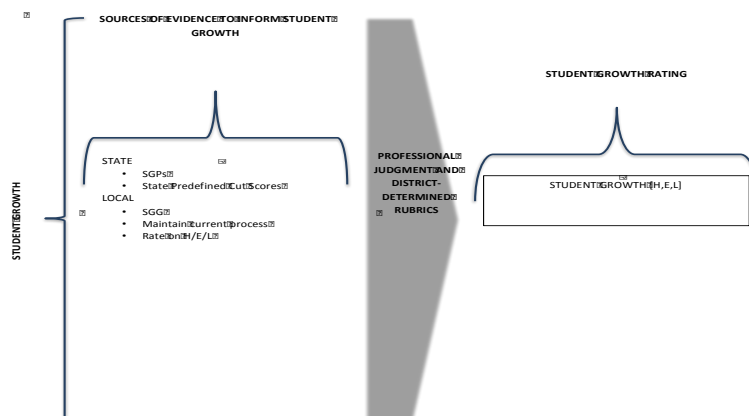 SOURCES OF EVIDENCE TO INFORM STUDENT
GROWTH
STUDENT GROWTH RATING
STATE
• SGPs
• State Predefined Cut Scores
LOCAL
• SGG
• Maintain current process
• Rate on H/E/L
PROFESSIONAL
JUDGMENT AND
DISTRICT-
DETERMINED
RUBRICS
STUDENT GROWTH [H,E,L]
STUDENT GROWTH